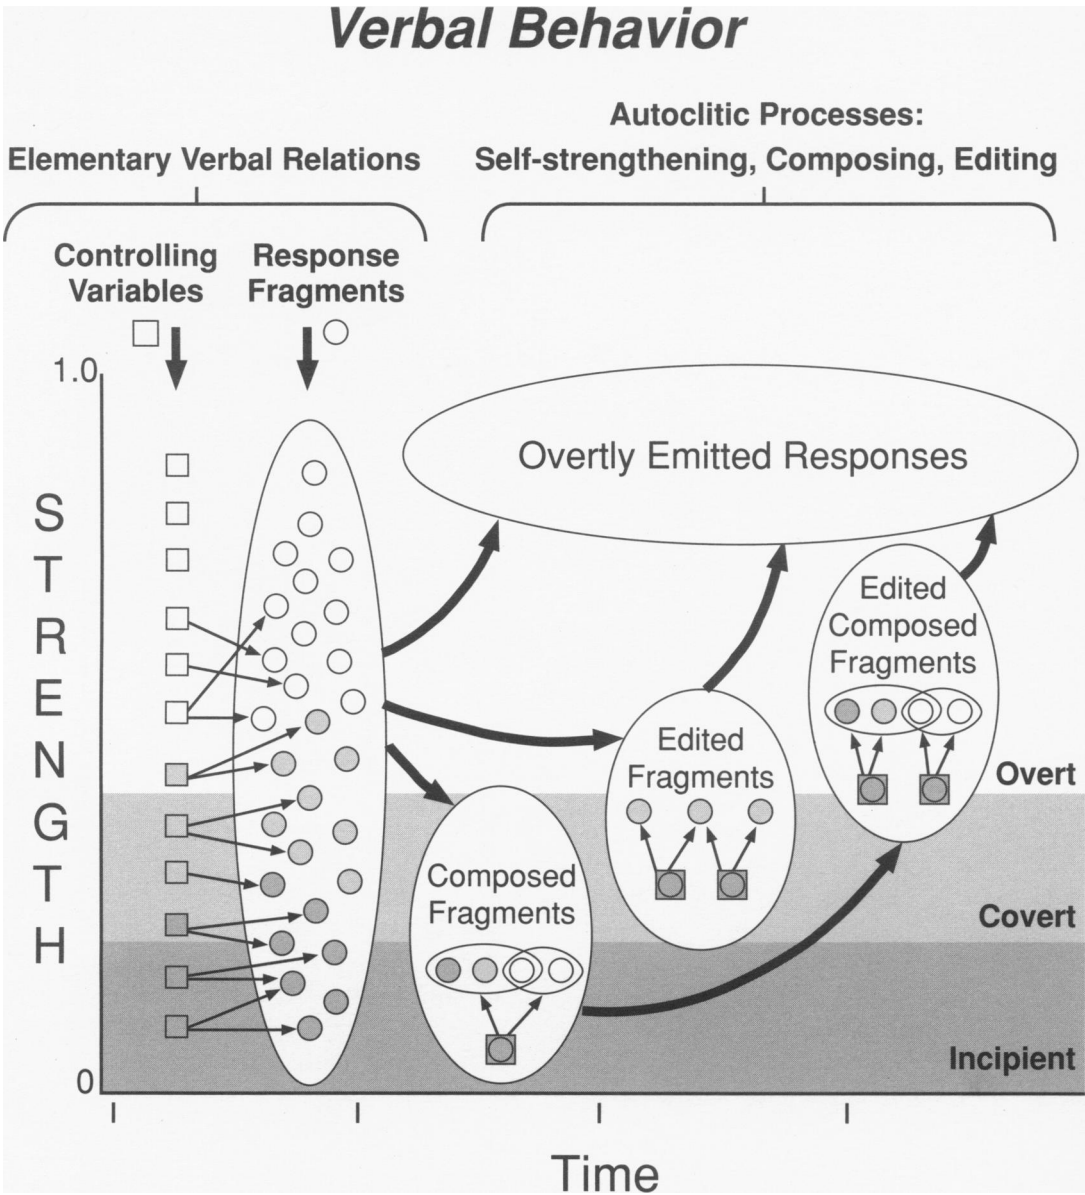 Verbal Behavior
Autoclitic Processes:
Elementary Verbal Relations
Self-strengthening, Composing, Editing
Controlling
Variables
Response
Fragments
1.0
STRENGTH
Overtly Emitted Responses
Edited
Composed
Fragments
Edited
Fragments
Overt
Composed
Fragments
Covert
Incipient
0
Time